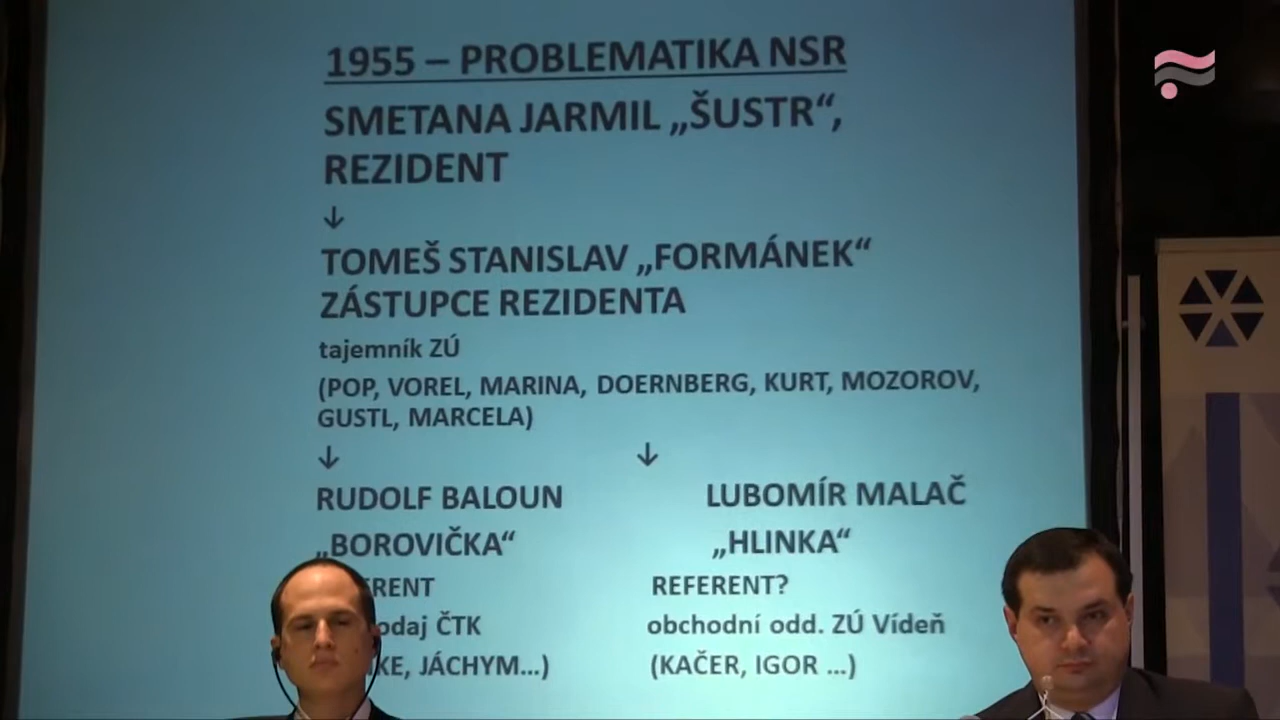 1955 – PROBLEMATIKA NSR
SMETANA JARMIL „ŠUSTR“,
REZIDENT
↓
TOMEŠ STANISLAV „FORMÁNEK“
ZÁSTUPCE REZIDENTA
tajemník ZÚ
(POP, VOREL, MARINA, DOERNBERG, KURT, MOZOROV,
GUSTL, MARCELA)
↓ ↓
RUDOLF BALOUN LUBOMÍR MALAČ
„BOROVIČKA“ „HLINKA“
REFERENT?
ČTK obchodní odd. ZÚ Vídeň
JÁCHYM...) (KAČER, IGOR ...)